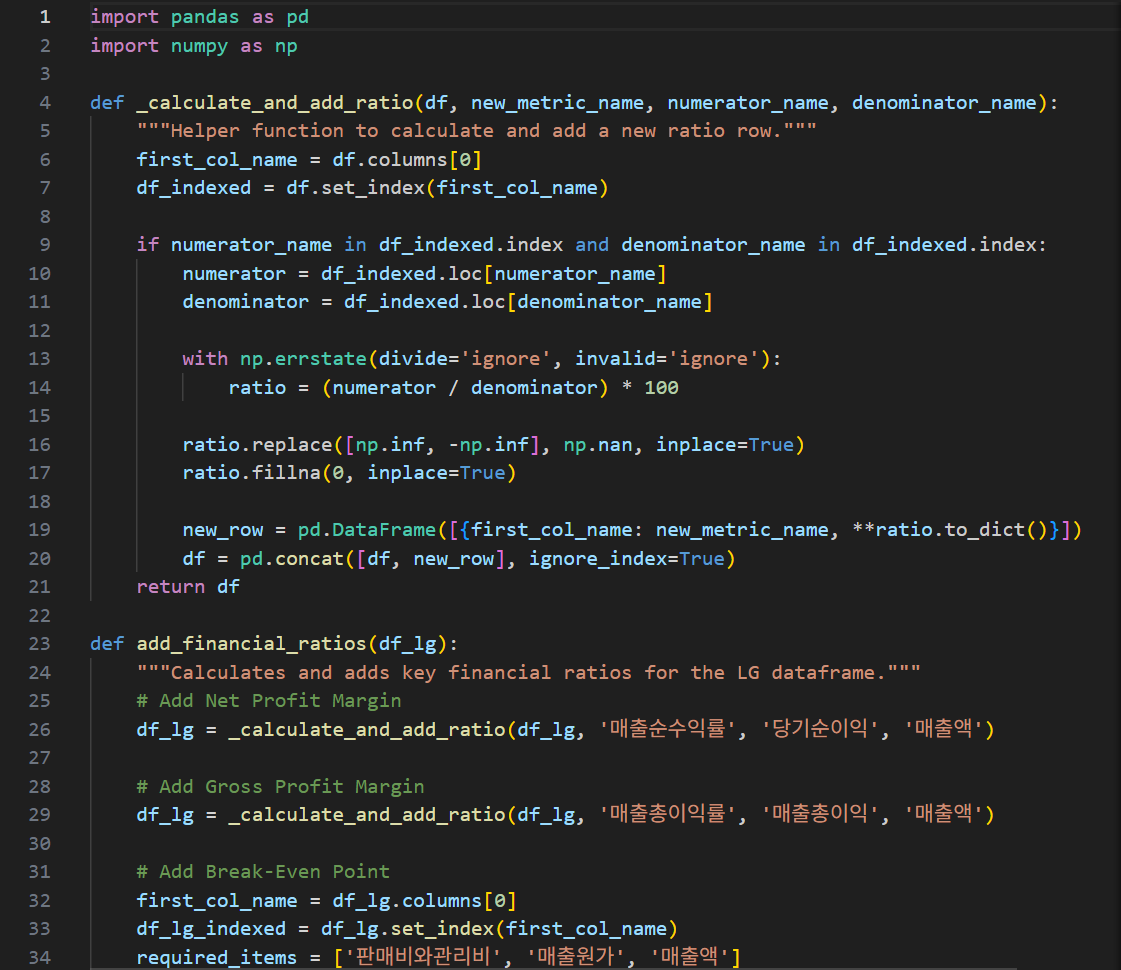 1 import pandas as pd
2 import numpy as np
3
4 def _calculate_and_add_ratio(df, new_metric_name, numerator_name, denominator_name):
5     """Helper function to calculate and add a new ratio row."""
6     first_col_name = df.columns[0]
7     df_indexed = df.set_index(first_col_name)
8
9     if numerator_name in df_indexed.index and denominator_name in df_indexed.index:
10         numerator = df_indexed.loc[numerator_name]
11         denominator = df_indexed.loc[denominator_name]
12
13         with np.errstate(divide='ignore', invalid='ignore'):
14             ratio = (numerator / denominator) * 100
15
16         ratio.replace([np.inf, -np.inf], np.nan, inplace=True)
17         ratio.fillna(0, inplace=True)
18
19         new_row = pd.DataFrame([{first_col_name: new_metric_name, **ratio.to_dict()}])
20         df = pd.concat([df, new_row], ignore_index=True)
21     return df
22
23 def add_financial_ratios(df_lg):
24     """Calculates and adds key financial ratios for the LG dataframe."""
25     # Add Net Profit Margin
26     df_lg = _calculate_and_add_ratio(df_lg, '매출순수익률', '당기순이익', '매출액')
27
28     # Add Gross Profit Margin
29     df_lg = _calculate_and_add_ratio(df_lg, '매출총이익률', '매출총이익', '매출액')
30
31     # Add Break-Even Point
32     first_col_name = df_lg.columns[0]
33     df_lg_indexed = df_lg.set_index(first_col_name)
34     required_items = ['판매비와관리비', '매출원가', '매출액']